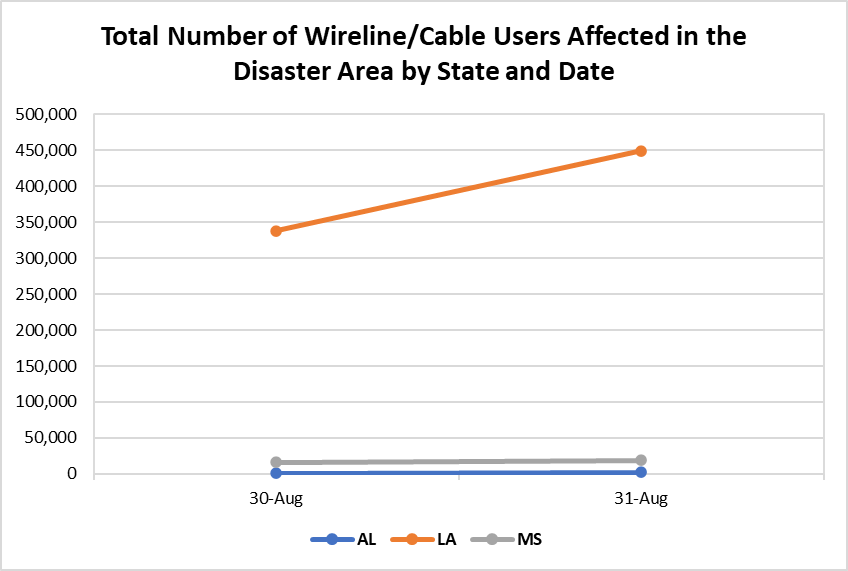 Total Number of Wireline/Cable Users Affected in the
Disaster Area by State and Date
500,000
450,000
400,000
350,000
300,000
250,000
200,000
150,000
100,000
50,000
0
30-Aug 31-Aug
AL LA MS